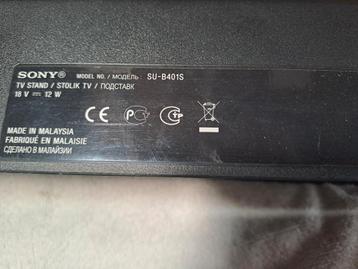 SONY® MODEL NO. / МОДЕЛЬ: SU-B401S
TV STAND / STOLIK TV / ПОДСТАВК
18 V ⎓ 12 W
CE
MADE IN MALAYSIA
FABRIQUÉ EN MALAISIE
СДЕЛАНО В МАЛАЙЗИИ